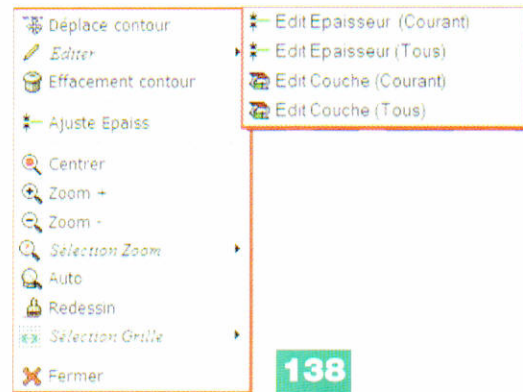 Déplace contour
Editer
Effacement contour
Ajuste Epaiss
Centrer
Zoom +
Zoom -
Sélection Zoom
Auto
Redessin
Sélection Grille
Fermer
Edit Epaisseur (Courant)
Edit Epaisseur (Tous)
Edit Couche (Courant)
Edit Couche (Tous)
138